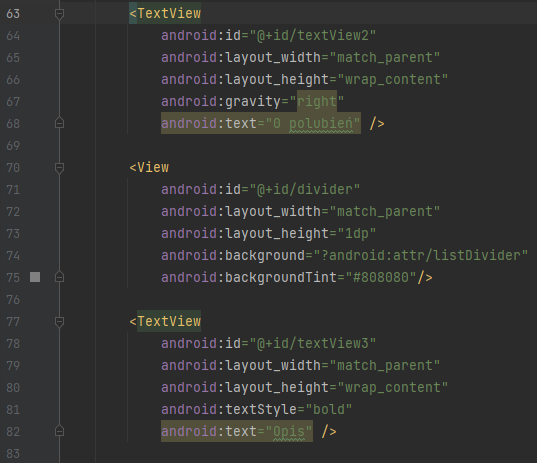 63 <TextView
64 android:id="@+id/textView2"
65 android:layout_width="match_parent"
66 android:layout_height="wrap_content"
67 android:gravity="right"
68 android:text="0 polubień" />
69
70 <View
71 android:id="@+id/divider"
72 android:layout_width="match_parent"
73 android:layout_height="1dp"
74 android:background="?android:attr/listDivider"
75 android:backgroundTint="#808080"/>
76
77 <TextView
78 android:id="@+id/textView3"
79 android:layout_width="match_parent"
80 android:layout_height="wrap_content"
81 android:textStyle="bold"
82 android:text="Opis" />
83